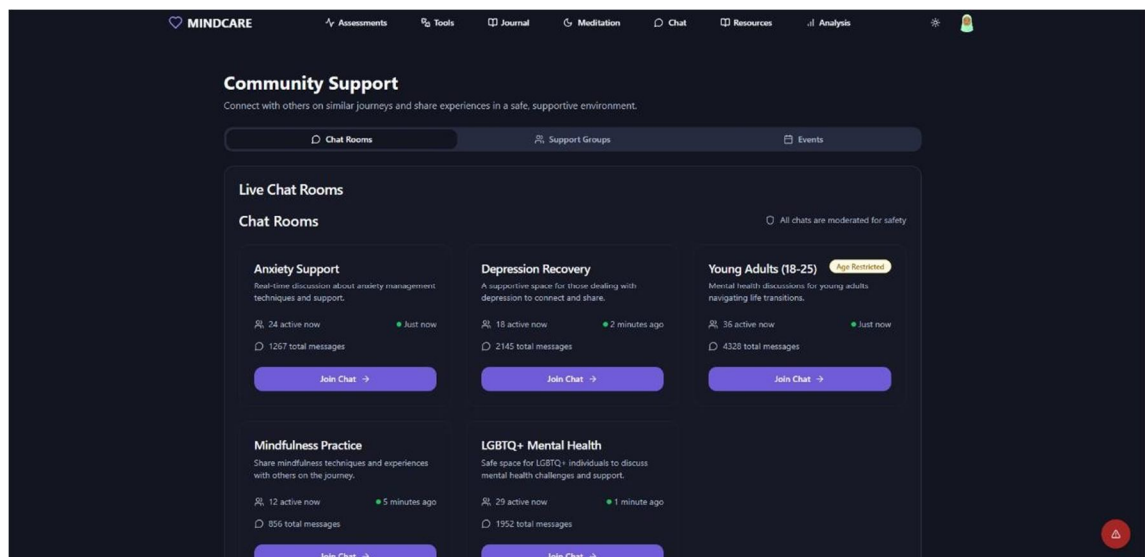 MINDCARE
Assessments
Tools
Journal
Meditation
Chat
Resources
Analysis
Community Support
Connect with others on similar journeys and share experiences in a safe, supportive environment.
Chat Rooms
Support Groups
Events
Live Chat Rooms
Chat Rooms
All chats are moderated for safety
Anxiety Support
Real-time discussion about anxiety management
techniques and support.
24 active now
Just now
1267 total messages
Join Chat →
Depression Recovery
A supportive space for those dealing with
depression to connect and share.
18 active now
2 minutes ago
2145 total messages
Join Chat →
Young Adults (18-25)
Age Restricted
Mental health discussions for young adults
navigating life transitions.
36 active now
Just now
4328 total messages
Join Chat →
Mindfulness Practice
Share mindfulness techniques and experiences
with others on the journey.
12 active now
5 minutes ago
856 total messages
Join Chat →
LGBTQ+ Mental Health
Safe space for LGBTQ+ individuals to discuss
mental health challenges and support.
29 active now
1 minute ago
1952 total messages
Join Chat →